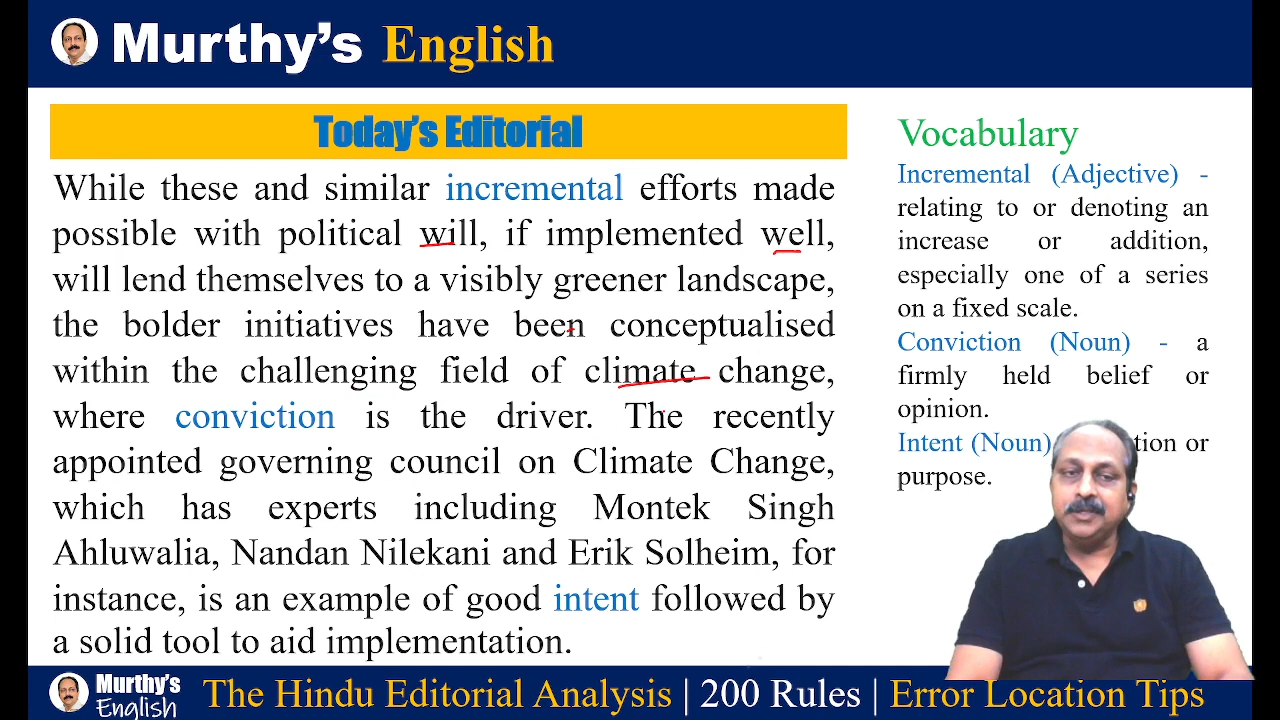 Murthy's English
Today's Editorial
While these and similar incremental efforts made
possible with political will, if implemented well,
will lend themselves to a visibly greener landscape,
the bolder initiatives have been conceptualised
within the challenging field of climate change,
where conviction is the driver. The recently
appointed governing council on Climate Change,
which has experts including Montek Singh
Ahluwalia, Nandan Nilekani and Erik Solheim, for
instance, is an example of good intent followed by
a solid tool to aid implementation.
Vocabulary
Incremental (Adjective) -
relating to or denoting an
increase or addition,
especially one of a series
on a fixed scale.
Conviction (Noun) - a
firmly held belief or
opinion.
Intent (Noun) tion or
purpose.
Murthy's
English
The Hindu Editorial Analysis | 200 Rules | Error Location Tips